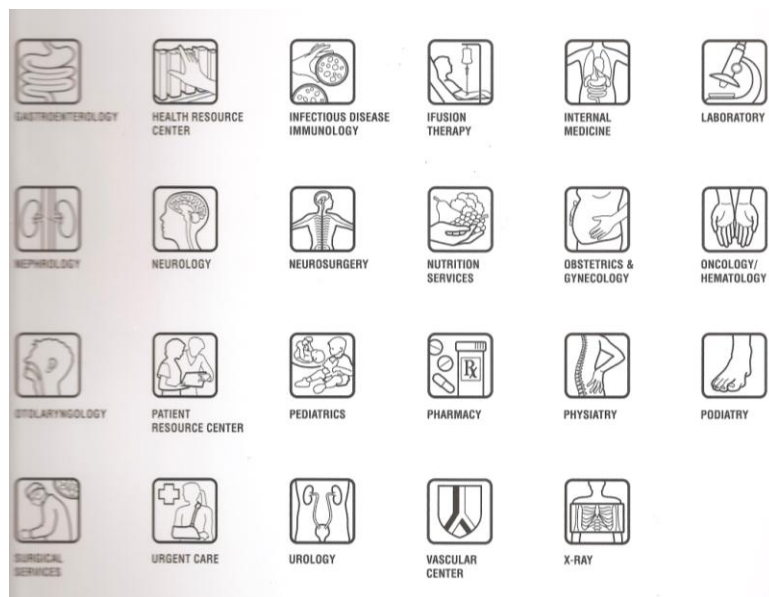 GASTROENTEROLOGY
HEALTH RESOURCE
CENTER
INFECTIOUS DISEASE
IMMUNOLOGY
IFUSION
THERAPY
INTERNAL
MEDICINE
LABORATORY
NEPHROLOGY
NEUROLOGY
NEUROSURGERY
NUTRITION
SERVICES
OBSTETRICS &
GYNECOLOGY
ONCOLOGY/
HEMATOLOGY
OTOLARYNGOLOGY
PATIENT
RESOURCE CENTER
PEDIATRICS
Rx
PHARMACY
PHYSIATRY
PODIATRY
SURGICAL
SERVICES
URGENT CARE
UROLOGY
VASCULAR
CENTER
X-RAY